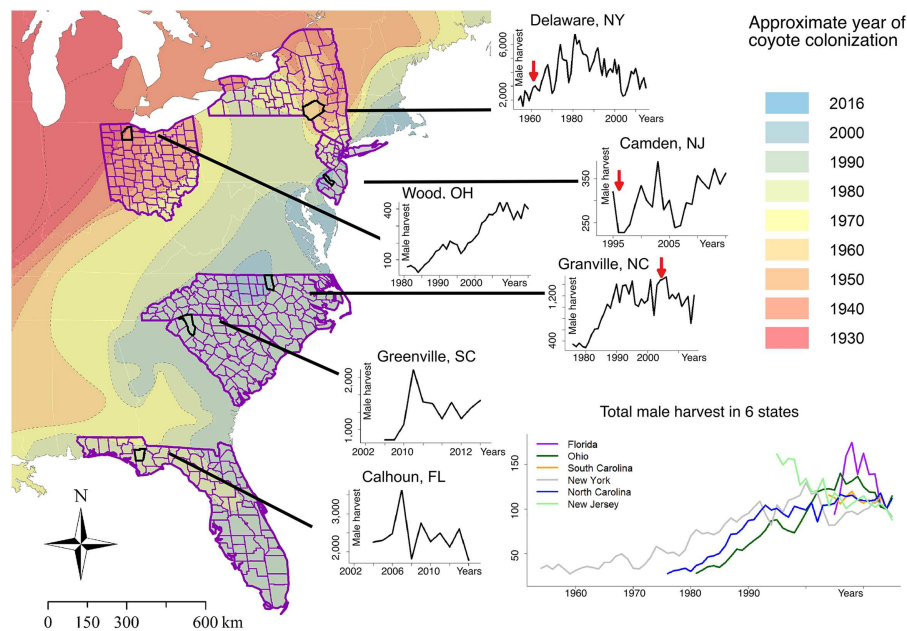 Delaware, NY
Male harvest
6,000
2,000
1960
1980
2000
Years
Approximate year of
coyote colonization
2016
2000
1990
1980
1970
1960
1950
1940
1930
Camden, NJ
Male harvest
350
250
1995
2005
Years
Wood. OH
Male harvest
400
100
1980
1990
2000
Years
Granville, NC
Male harvest
1,200
400
1980
1990
2000
Years
Greenville, SC
Male harvest
2,000
1,000
2002
2010
2012
Years
Calhoun, FL
Male harvest
3,000
2,000
2002
2006
2010
Years
Total male harvest in 6 states
Florida
Ohio
South Carolina
New York
North Carolina
New Jersey
150
100
50
1960
1970
1980
1990
Years
N
0 150 300 600 km